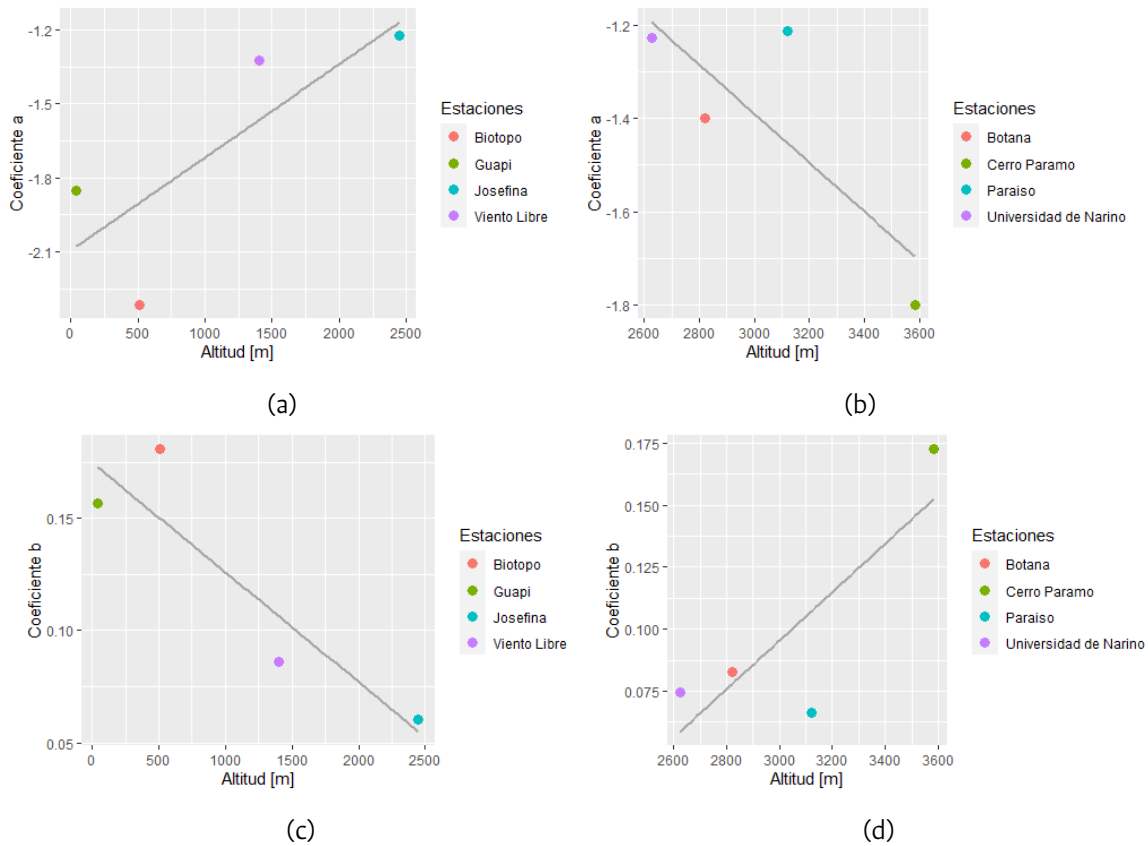 -1.2
-1.5
-1.8
-2.1
Coeficiente a
0
500
1000
1500
2000
2500
Altitud [m]
Estaciones
Biotopo
Guapi
Josefina
Viento Libre
(a)
-1.2
-1.4
-1.6
-1.8
Coeficiente a
2600
2800
3000
3200
3400
3600
Altitud [m]
Estaciones
Botana
Cerro Paramo
Paraiso
Universidad de Narino
(b)
0.15
0.10
0.05
Coeficiente b
0
500
1000
1500
2000
2500
Altitud [m]
Estaciones
Biotopo
Guapi
Josefina
Viento Libre
(c)
0.175
0.150
0.125
0.100
0.075
Coeficiente b
2600
2800
3000
3200
3400
3600
Altitud [m]
Estaciones
Botana
Cerro Paramo
Paraiso
Universidad de Narino
(d)